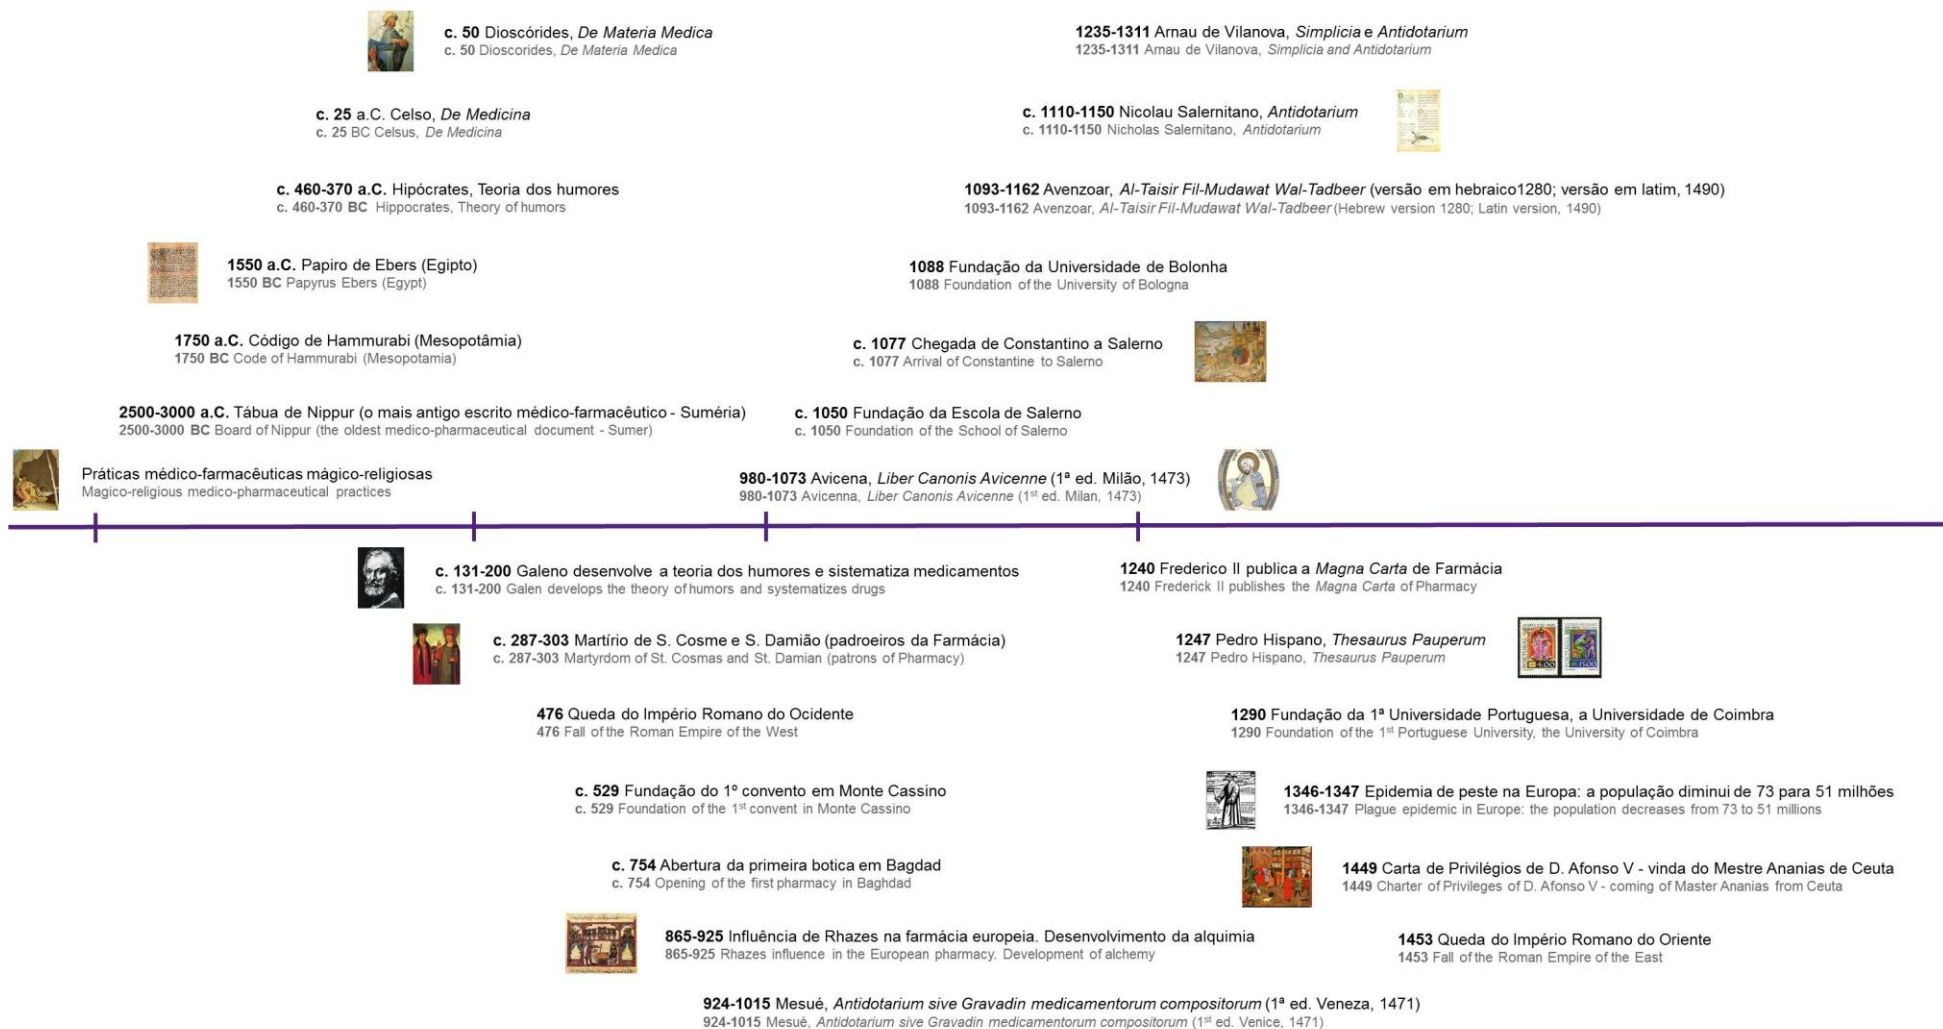 c. 50 Dioscórides, De Materia Medica
c. 50 Dioscorides, De Materia Medica
c. 25 a.C. Celso, De Medicina
c. 25 BC Celsus, De Medicina
c. 460-370 a.C. Hipócrates, Teoria dos humores
c. 460-370 BC Hippocrates, Theory of humors
1550 a.C. Papiro de Ebers (Egipto)
1550 BC Papyrus Ebers (Egypt)
1750 a.C. Código de Hammurabi (Mesopotâmia)
1750 BC Code of Hammurabi (Mesopotamia)
2500-3000 a.C. Tábua de Nippur (o mais antigo escrito médico-farmacêutico - Suméria)
2500-3000 BC Board of Nippur (the oldest medico-pharmaceutical document - Sumer)
Práticas médico-farmacêuticas mágico-religiosas
Magico-religious medico-pharmaceutical practices
1235-1311 Arnau de Vilanova, Simplicia e Antidotarium
1235-1311 Arnau de Vilanova, Simplicia and Antidotarium
c. 1110-1150 Nicolau Salernitano, Antidotarium
c. 1110-1150 Nicholas Salernitano, Antidotarium
1093-1162 Avenzoar, Al-Taisir Fil-Mudawat Wal-Tadbeer (versão em hebraico1280; versão em latim, 1490)
1093-1162 Avenzoar, Al-Taisir Fil-Mudawat Wal-Tadbeer (Hebrew version 1280; Latin version, 1490)
1088 Fundação da Universidade de Bolonha
1088 Foundation of the University of Bologna
c. 1077 Chegada de Constantino a Salerno
c. 1077 Arrival of Constantine to Salerno
c. 1050 Fundação da Escola de Salerno
c. 1050 Foundation of the School of Salerno
980-1073 Avicena, Liber Canonis Avicenne (1ª ed. Milão, 1473)
980-1073 Avicenna, Liber Canonis Avicenne (1st ed. Milan, 1473)
c. 131-200 Galeno desenvolve a teoria dos humores e sistematiza medicamentos
c. 131-200 Galen develops the theory of humors and systematizes drugs
c. 287-303 Martírio de S. Cosme e S. Damião (padroeiros da Farmácia)
c. 287-303 Martyrdom of St. Cosmas and St. Damian (patrons of Pharmacy)
476 Queda do Império Romano do Ocidente
476 Fall of the Roman Empire of the West
c. 529 Fundação do 1º convento em Monte Cassino
c. 529 Foundation of the 1st convent in Monte Cassino
c. 754 Abertura da primeira botica em Bagdad
c. 754 Opening of the first pharmacy in Baghdad
865-925 Influência de Rhazes na farmácia europeia. Desenvolvimento da alquimia
865-925 Rhazes influence in the European pharmacy. Development of alchemy
924-1015 Mesué, Antidotarium sive Gravadin medicamentorum compositorum (1ª ed. Veneza, 1471)
924-1015 Mesué, Antidotarium sive Gravadin medicamentorum compositorum (1st ed. Venice, 1471)
1240 Frederico II publica a Magna Carta de Farmácia
1240 Frederick II publishes the Magna Carta of Pharmacy
1247 Pedro Hispano, Thesaurus Pauperum
1247 Pedro Hispano, Thesaurus Pauperum
1290 Fundação da 1ª Universidade Portuguesa, a Universidade de Coimbra
1290 Foundation of the 1st Portuguese University, the University of Coimbra
1346-1347 Epidemia de peste na Europa: a população diminui de 73 para 51 milhões
1346-1347 Plague epidemic in Europe: the population decreases from 73 to 51 millions
1449 Carta de Privilégios de D. Afonso V - vinda do Mestre Ananias de Ceuta
1449 Charter of Privileges of D. Afonso V - coming of Master Ananias from Ceuta
1453 Queda do Império Romano do Oriente
1453 Fall of the Roman Empire of the East